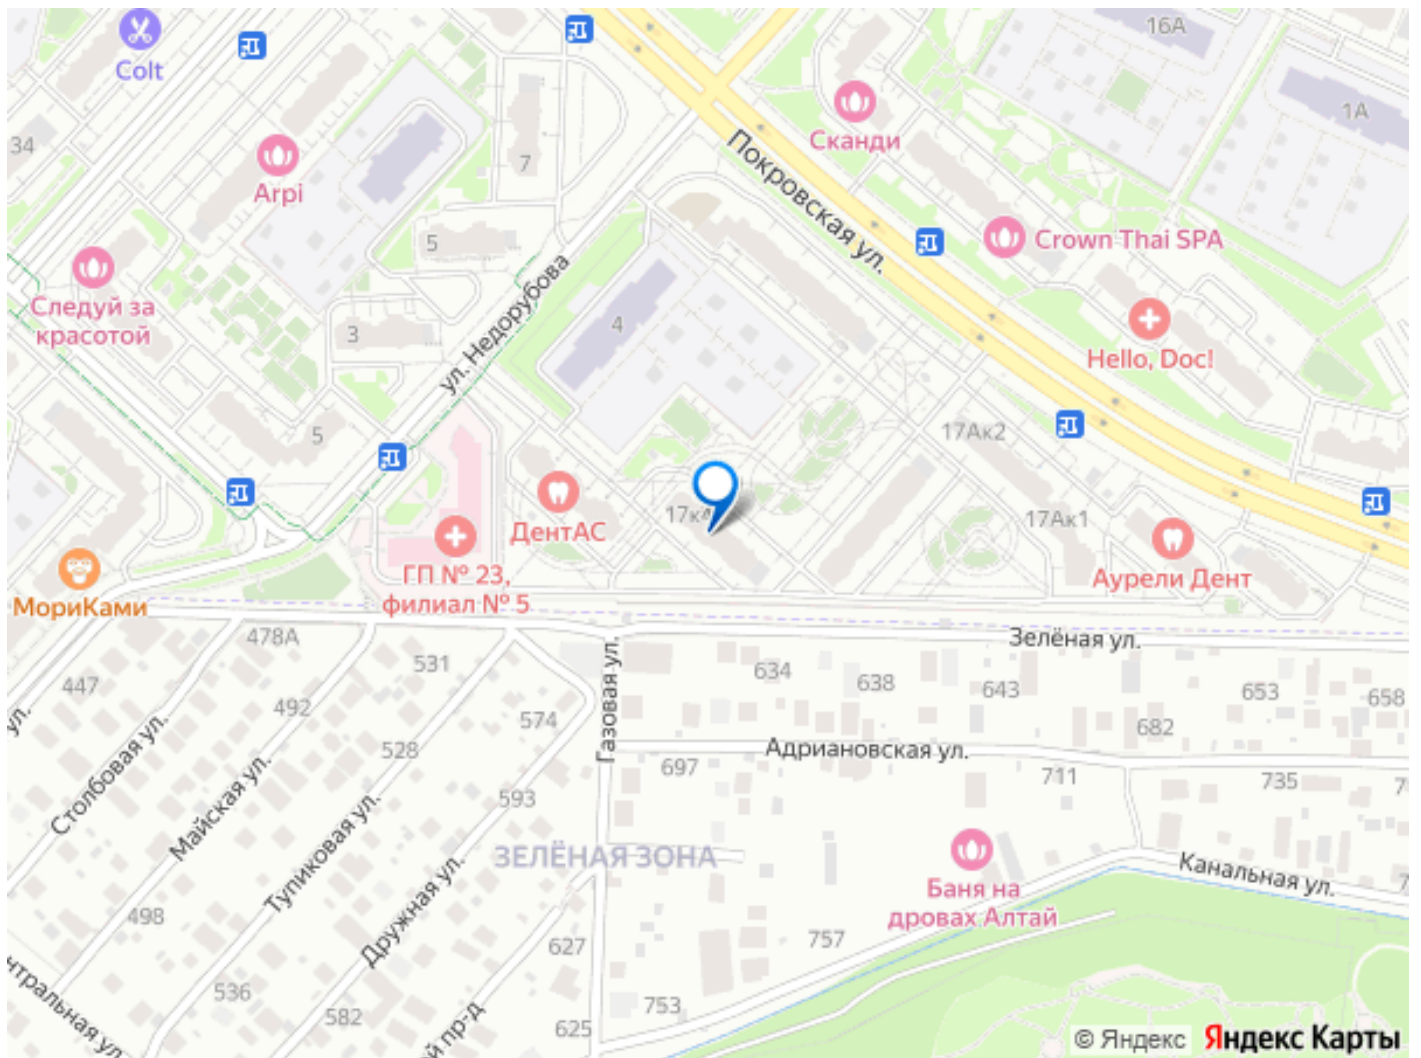 Colt
16А
1А
34
Arpi
7
Сканди
Покровская ул.
5
Crown Thai SPA
Следуй за
красотой
3
ул. Недорубова
4
Hello, Doc!
5
17Ак2
ДентАС
17к4
17Ак1
Аурели Дент
ГП № 23,
филиал № 5
МориКами
478А
Зелёная ул.
447
531
634
638
643
653
658
492
574
Газовая ул.
682
Столбовая ул.
528
Адриановская ул.
697
711
735
Майская ул.
593
Тупиковая ул.
ЗЕЛЁНАЯ ЗОНА
Дружная ул.
Канальная ул.
Баня на
дровах Алтай
498
627
757
536
582
753
625
© Яндекс Яндекс Карты